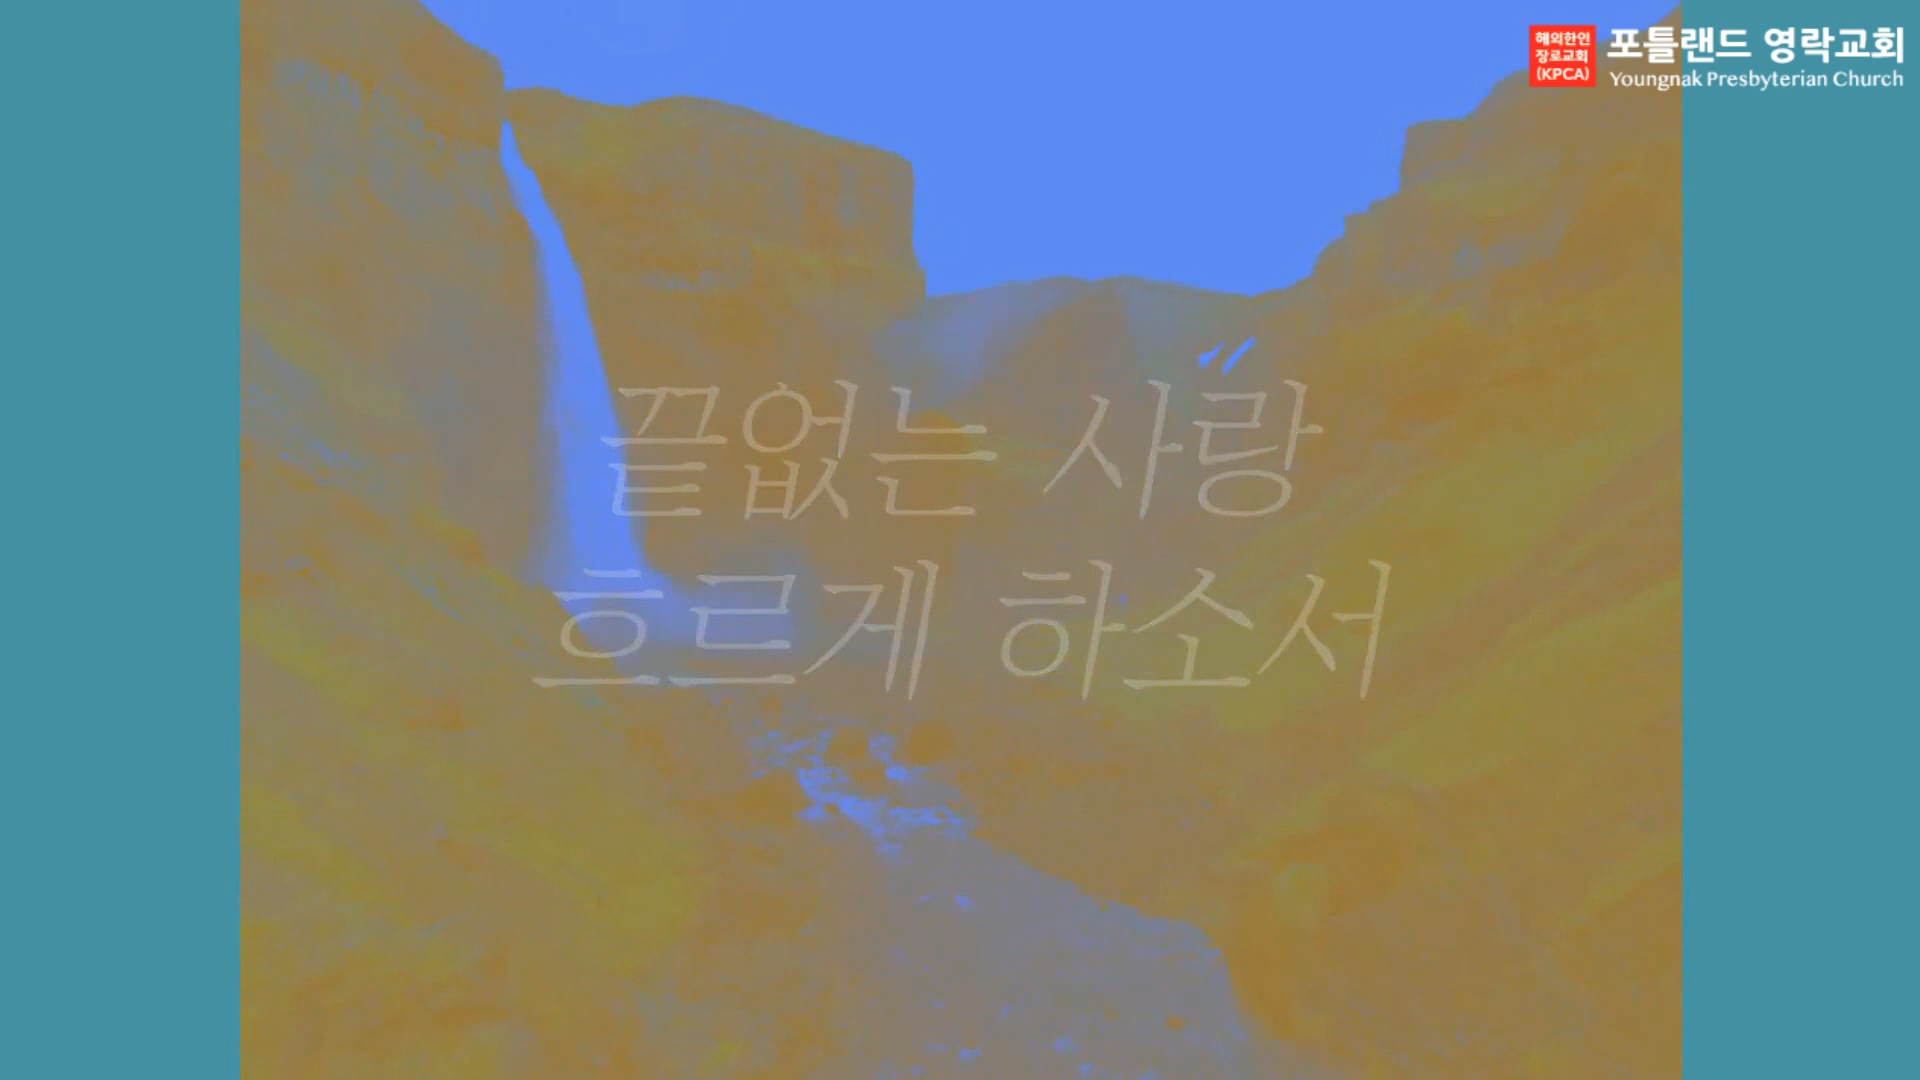 해외한인
장로교회
(KPCA)
포틀랜드 영락교회
Youngnak Presbyterian Church
끝없는 사랑
흐르게 하소서